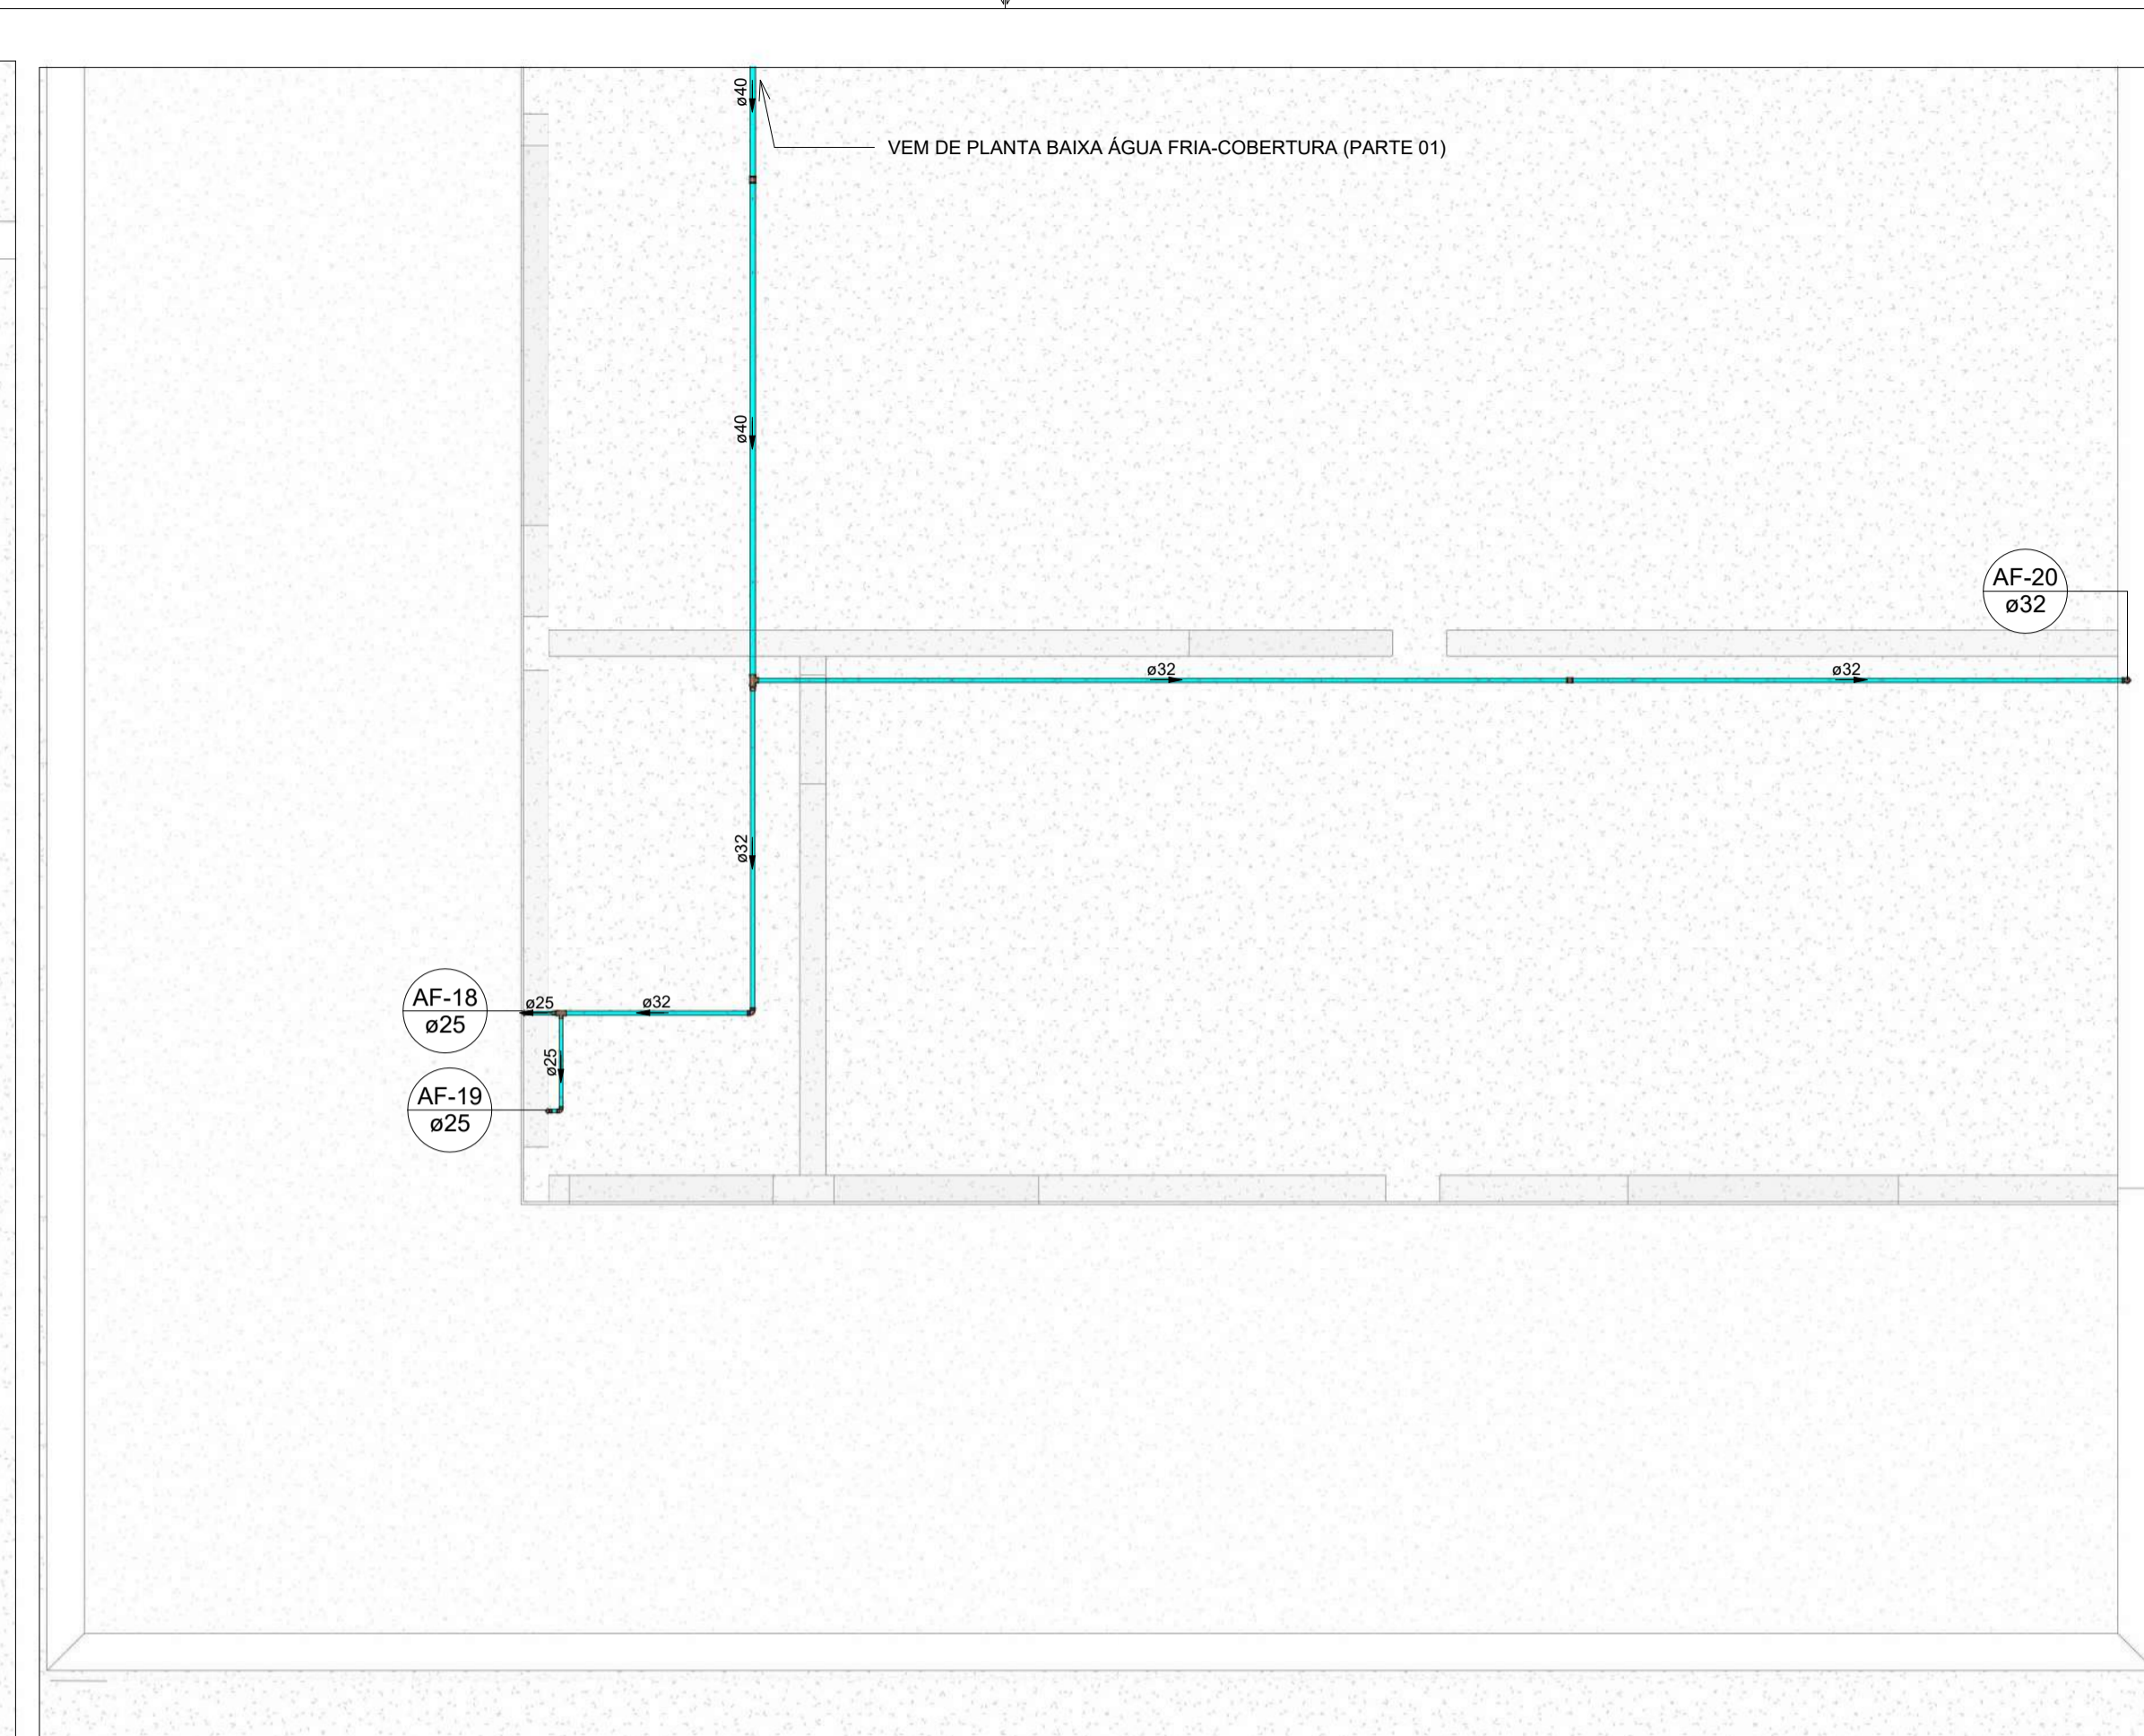 ø40
VEM DE PLANTA BAIXA ÁGUA FRIA-COBERTURA (PARTE 01)
ø40
AF-20
ø32
ø32
ø32
ø32
AF-18
ø25
ø25
ø32
ø25
AF-19
ø25